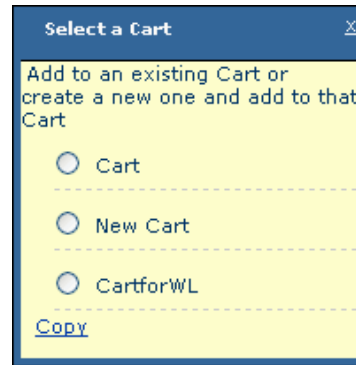 Select a Cart X
Add to an existing Cart or
create a new one and add to that
Cart
Cart
New Cart
CartforWL
Copy